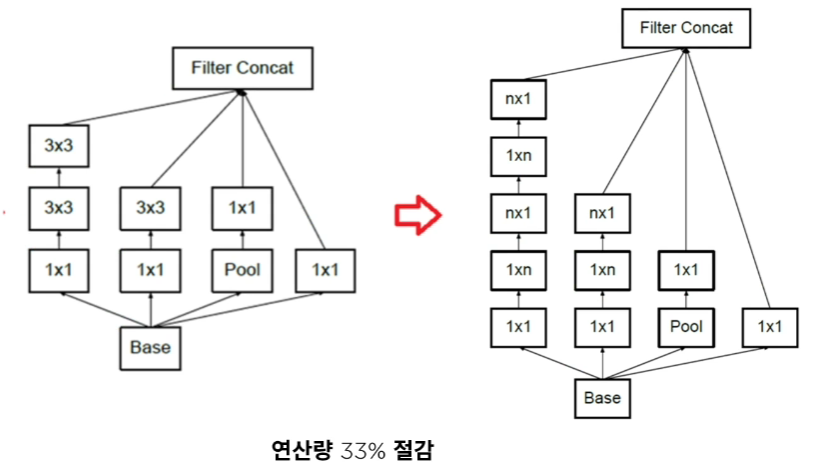 Filter Concat
3x3
3x3 3x3 1x1
1x1 1x1 Pool 1x1
Base
Filter Concat
nx1
1xn
nx1 nx1
1xn 1xn 1x1
1x1 1x1 Pool 1x1
Base
연산량 33% 절감